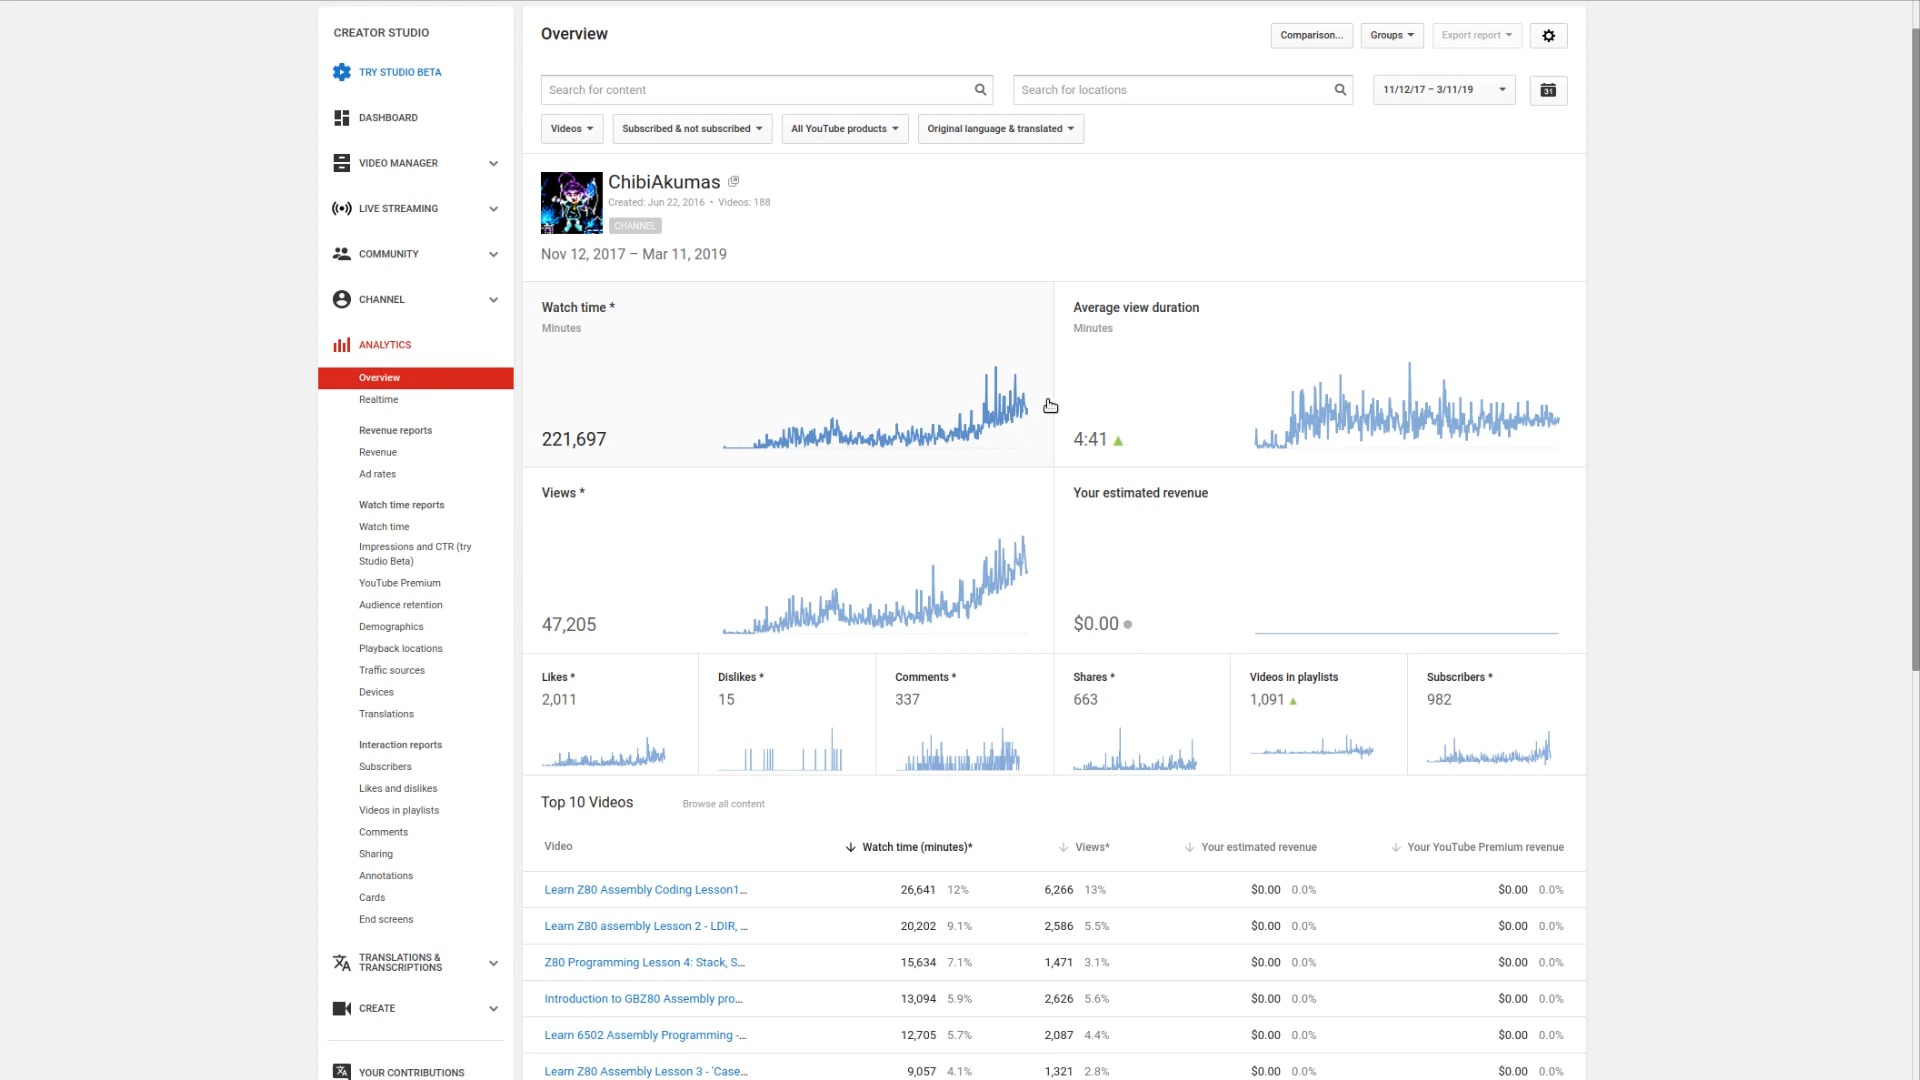 CREATOR STUDIO
TRY STUDIO BETA
DASHBOARD
VIDEO MANAGER
LIVE STREAMING
COMMUNITY
CHANNEL
ANALYTICS
Overview
Realtime
Revenue reports
Revenue
Ad rates
Watch time reports
Watch time
Impressions and CTR (try
Studio Beta)
YouTube Premium
Audience retention
Demographics
Playback locations
Traffic sources
Devices
Translations
Interaction reports
Subscribers
Likes and dislikes
Videos in playlists
Comments
Sharing
Annotations
Cards
End screens
TRANSLATIONS &
TRANSCRIPTIONS
CREATE
YOUR CONTRIBUTIONS
Overview
Comparison... Groups Export report
Search for content Search for locations 11/12/17 – 3/11/19 31
Videos Subscribed & not subscribed All YouTube products Original language & translated
ChibiAkumas
Created: Jun 22, 2016 • Videos: 188
CHANNEL
Nov 12, 2017 – Mar 11, 2019
Watch time *
Minutes
221,697
Average view duration
Minutes
4:41
Views *
47,205
Your estimated revenue
$0.00
Likes * Dislikes * Comments * Shares * Videos in playlists Subscribers *
2,011 15 337 663 1,091 982
Top 10 Videos Browse all content
Video Watch time (minutes)* Views* Your estimated revenue Your YouTube Premium revenue
Learn Z80 Assembly Coding Lesson1... 26,641 12% 6,266 13% $0.00 0.0% $0.00 0.0%
Learn Z80 assembly Lesson 2 - LDIR, ... 20,202 9.1% 2,586 5.5% $0.00 0.0% $0.00 0.0%
Z80 Programming Lesson 4: Stack, S... 15,634 7.1% 1,471 3.1% $0.00 0.0% $0.00 0.0%
Introduction to GBZ80 Assembly pro... 13,094 5.9% 2,626 5.6% $0.00 0.0% $0.00 0.0%
Learn 6502 Assembly Programming -... 12,705 5.7% 2,087 4.4% $0.00 0.0% $0.00 0.0%
Learn Z80 Assembly Lesson 3 - 'Case... 9,057 4.1% 1,321 2.8% $0.00 0.0% $0.00 0.0%